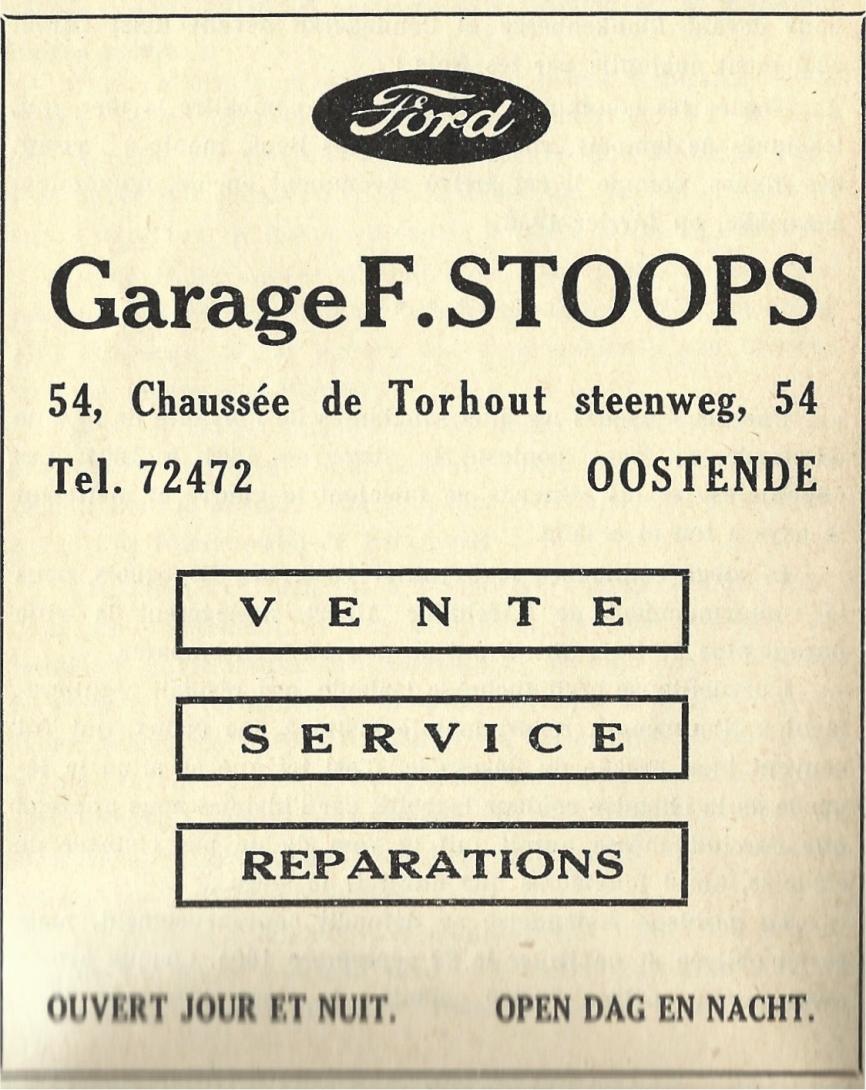 Ford
Garage F. STOOPS
54, Chaussée de Torhout steenweg, 54
Tel. 72472 OOSTENDE
VENTE
SERVICE
REPARATIONS
OUVERT JOUR ET NUIT. OPEN DAG EN NACHT.